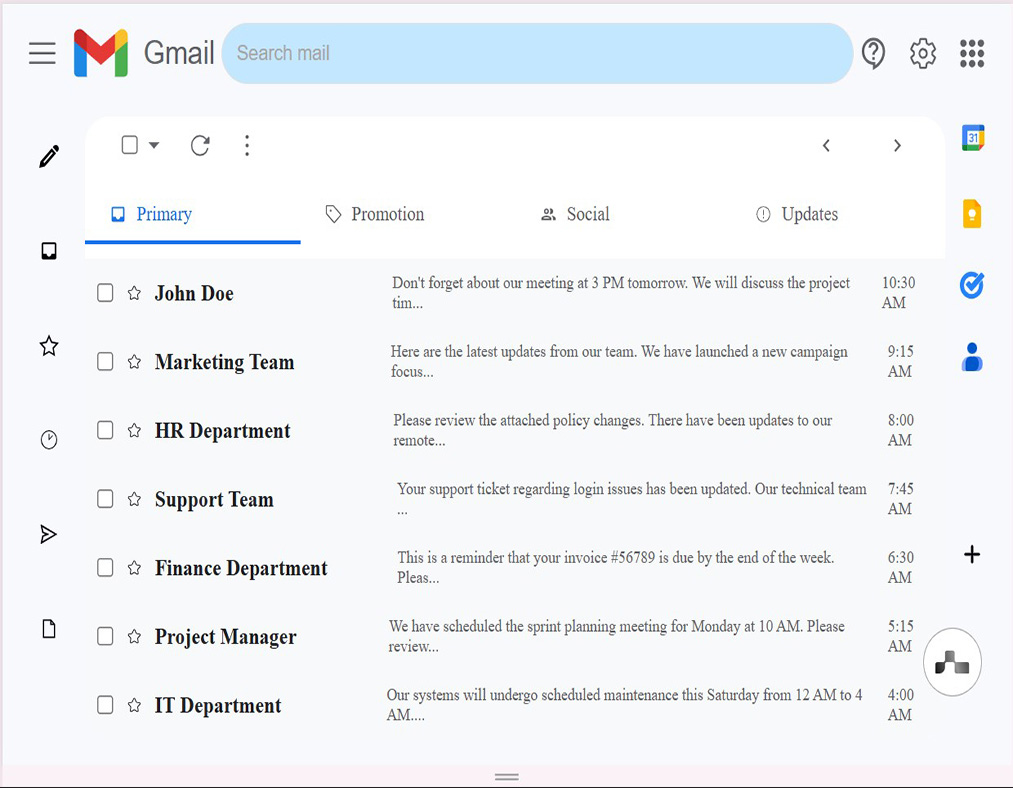 Gmail
Search mail
Primary
Promotion
Social
Updates
31
John Doe
Don't forget about our meeting at 3 PM tomorrow. We will discuss the project
tim...
10:30
AM
Marketing Team
Here are the latest updates from our team. We have launched a new campaign
focus...
9:15
AM
HR Department
Please review the attached policy changes. There have been updates to our
remote...
8:00
AM
Support Team
Your support ticket regarding login issues has been updated. Our technical team
...
7:45
AM
Finance Department
This is a reminder that your invoice #56789 is due by the end of the week.
Pleas...
6:30
AM
Project Manager
We have scheduled the sprint planning meeting for Monday at 10 AM. Please
review...
5:15
AM
IT Department
Our systems will undergo scheduled maintenance this Saturday from 12 AM to 4
AM....
4:00
AM